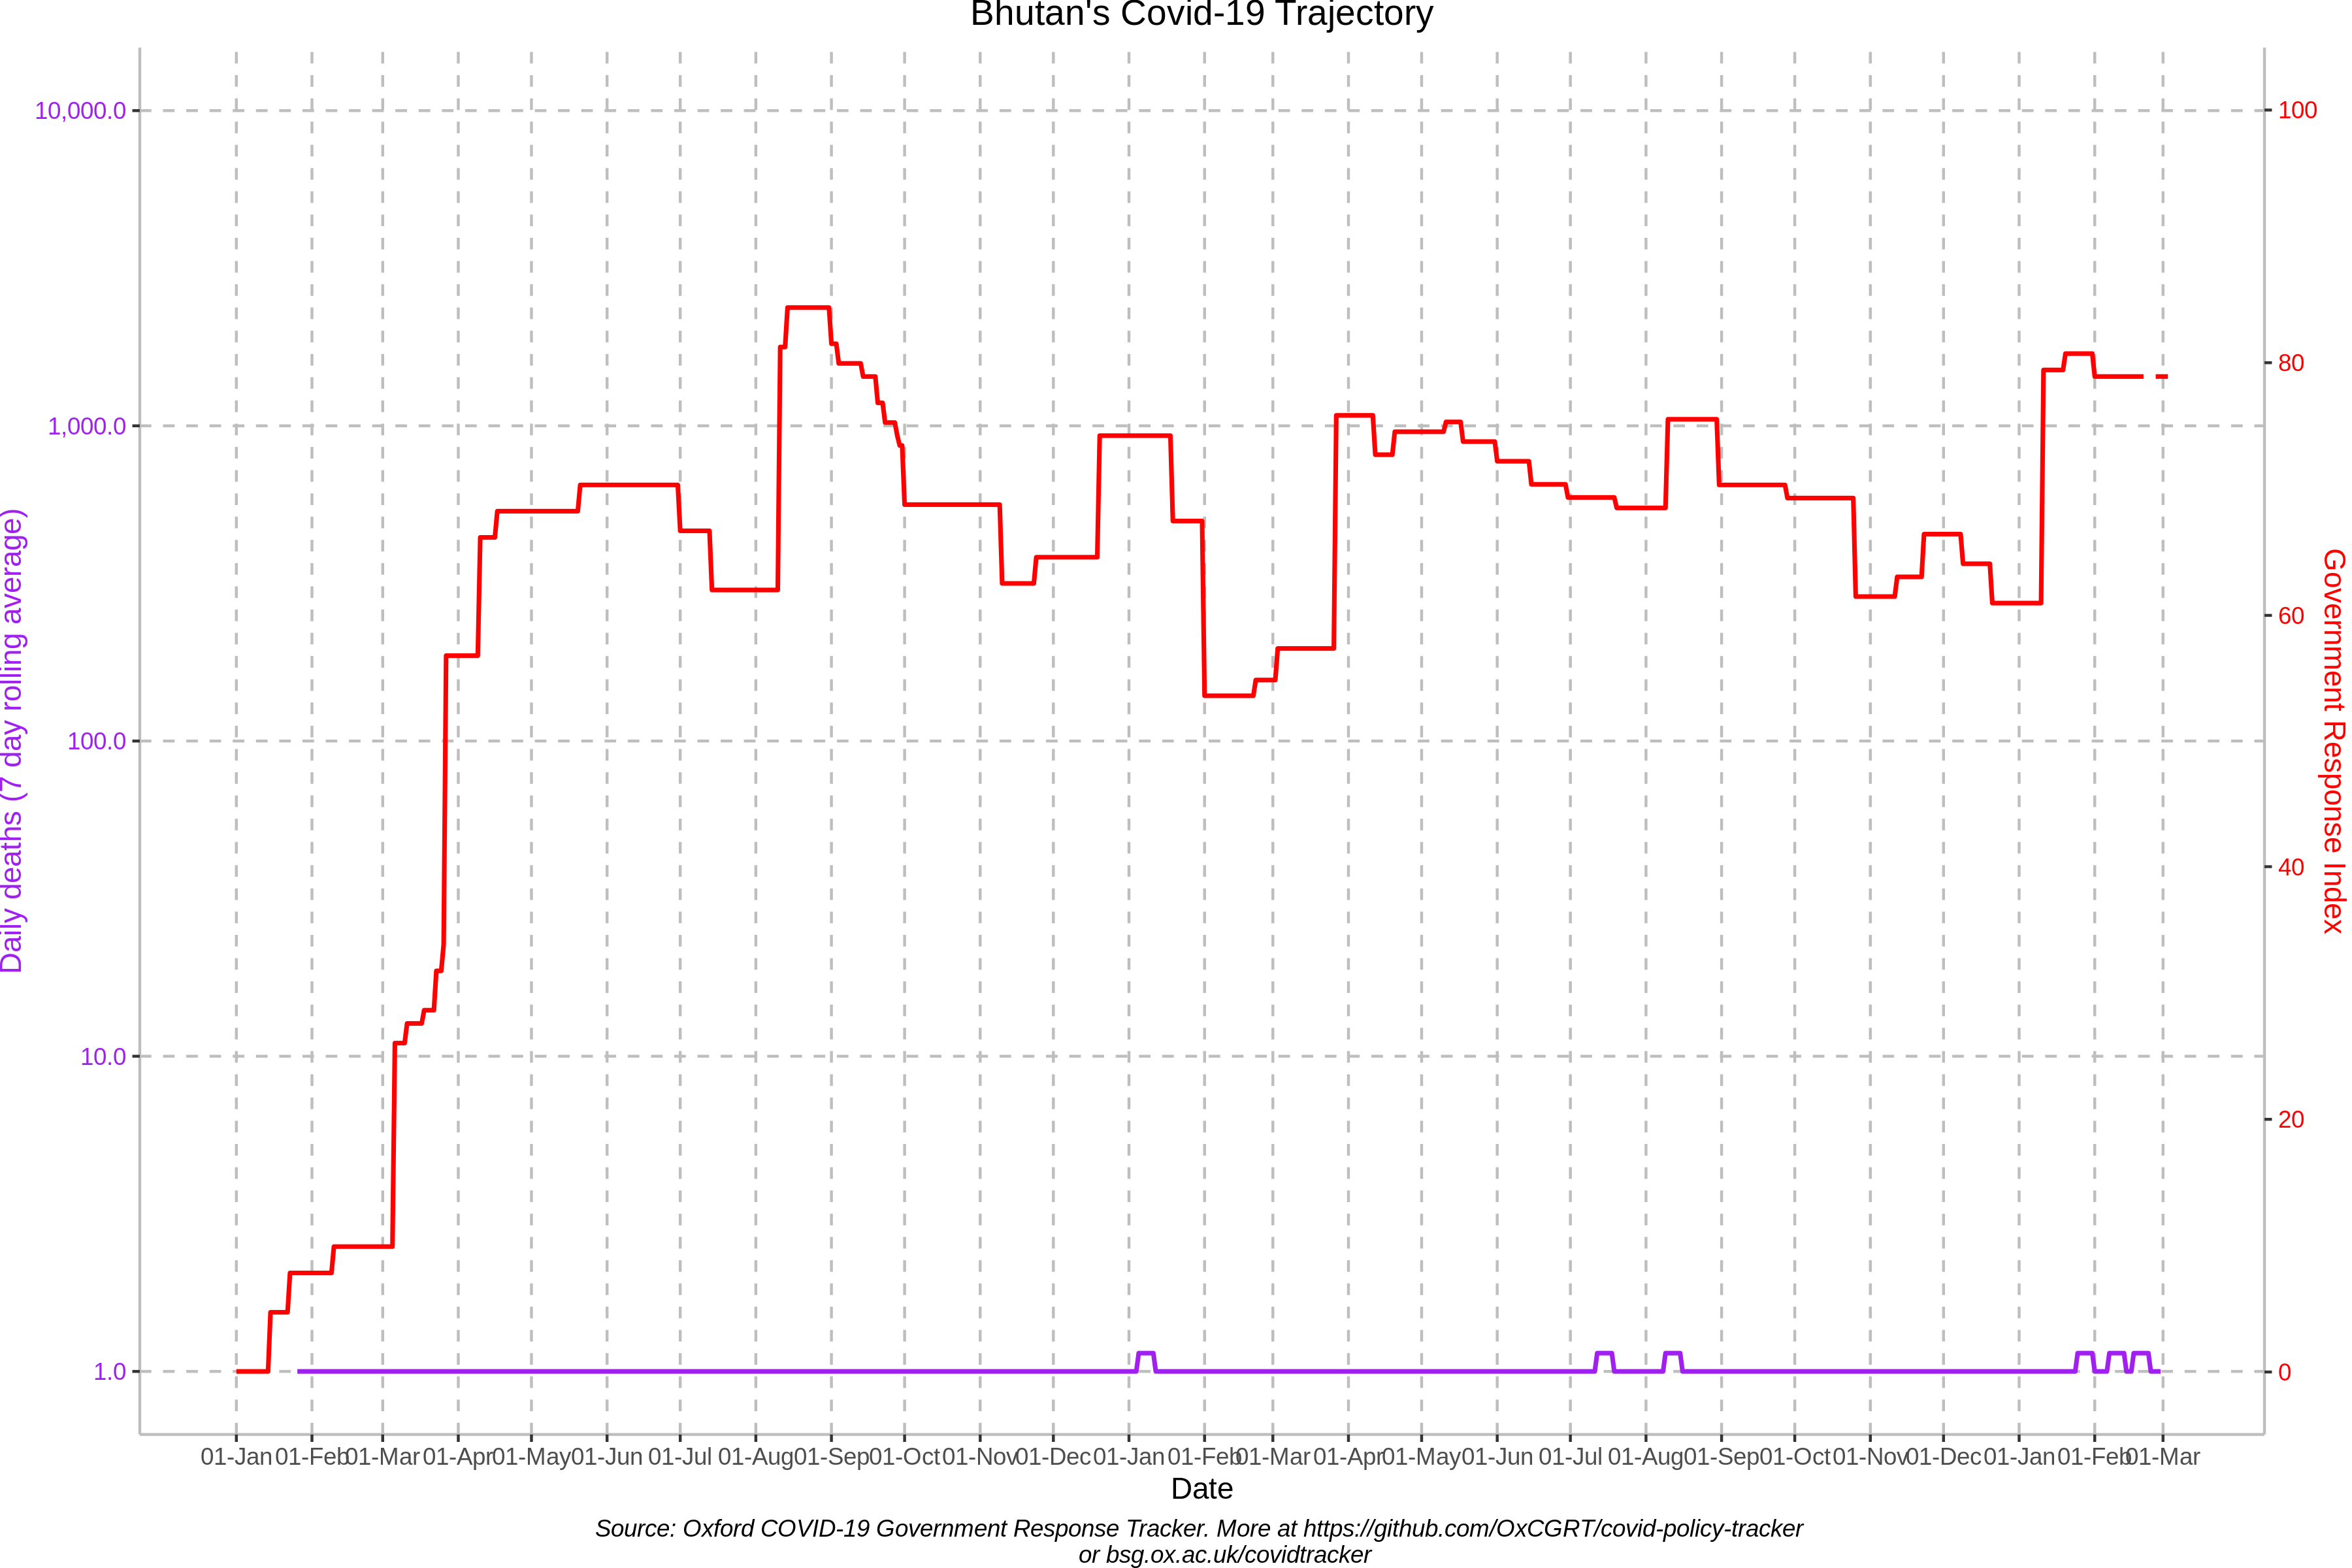 Bhutan's Covid-19 Trajectory
10,000.0
1,000.0
100.0
10.0
1.0
Daily deaths (7 day rolling average)
100
80
60
40
20
0
Government Response Index
01-Jan 01-Feb 01-Mar 01-Apr 01-May 01-Jun 01-Jul 01-Aug 01-Sep 01-Oct 01-Nov 01-Dec 01-Jan 01-Feb 01-Mar 01-Apr 01-May 01-Jun 01-Jul 01-Aug 01-Sep 01-Oct 01-Nov 01-Dec 01-Jan 01-Feb 01-Mar
Date
Source: Oxford COVID-19 Government Response Tracker. More at https://github.com/OxCGRT/covid-policy-tracker
or bsg.ox.ac.uk/covidtracker